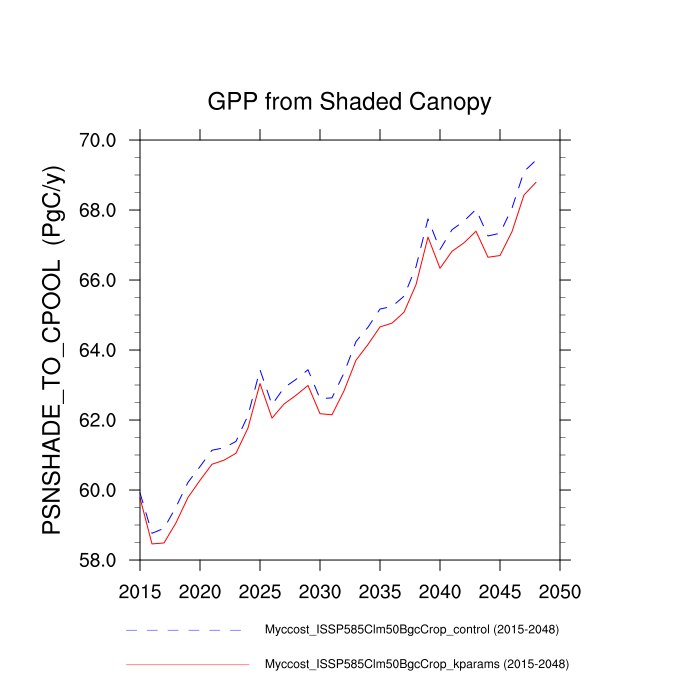 GPP from Shaded Canopy
PSNSHADE_TO_CPOOL (PgC/y)
70.0
68.0
66.0
64.0
62.0
60.0
58.0
2015 2020 2025 2030 2035 2040 2045 2050
Myccost_ISSP585Clm50BgcCrop_control (2015-2048)
Myccost_ISSP585Clm50BgcCrop_kparams (2015-2048)